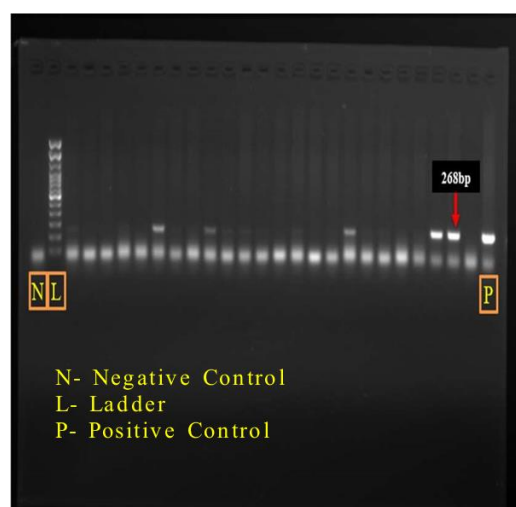 268bp
N L
P
N- Negative Control
L- Ladder
P- Positive Control